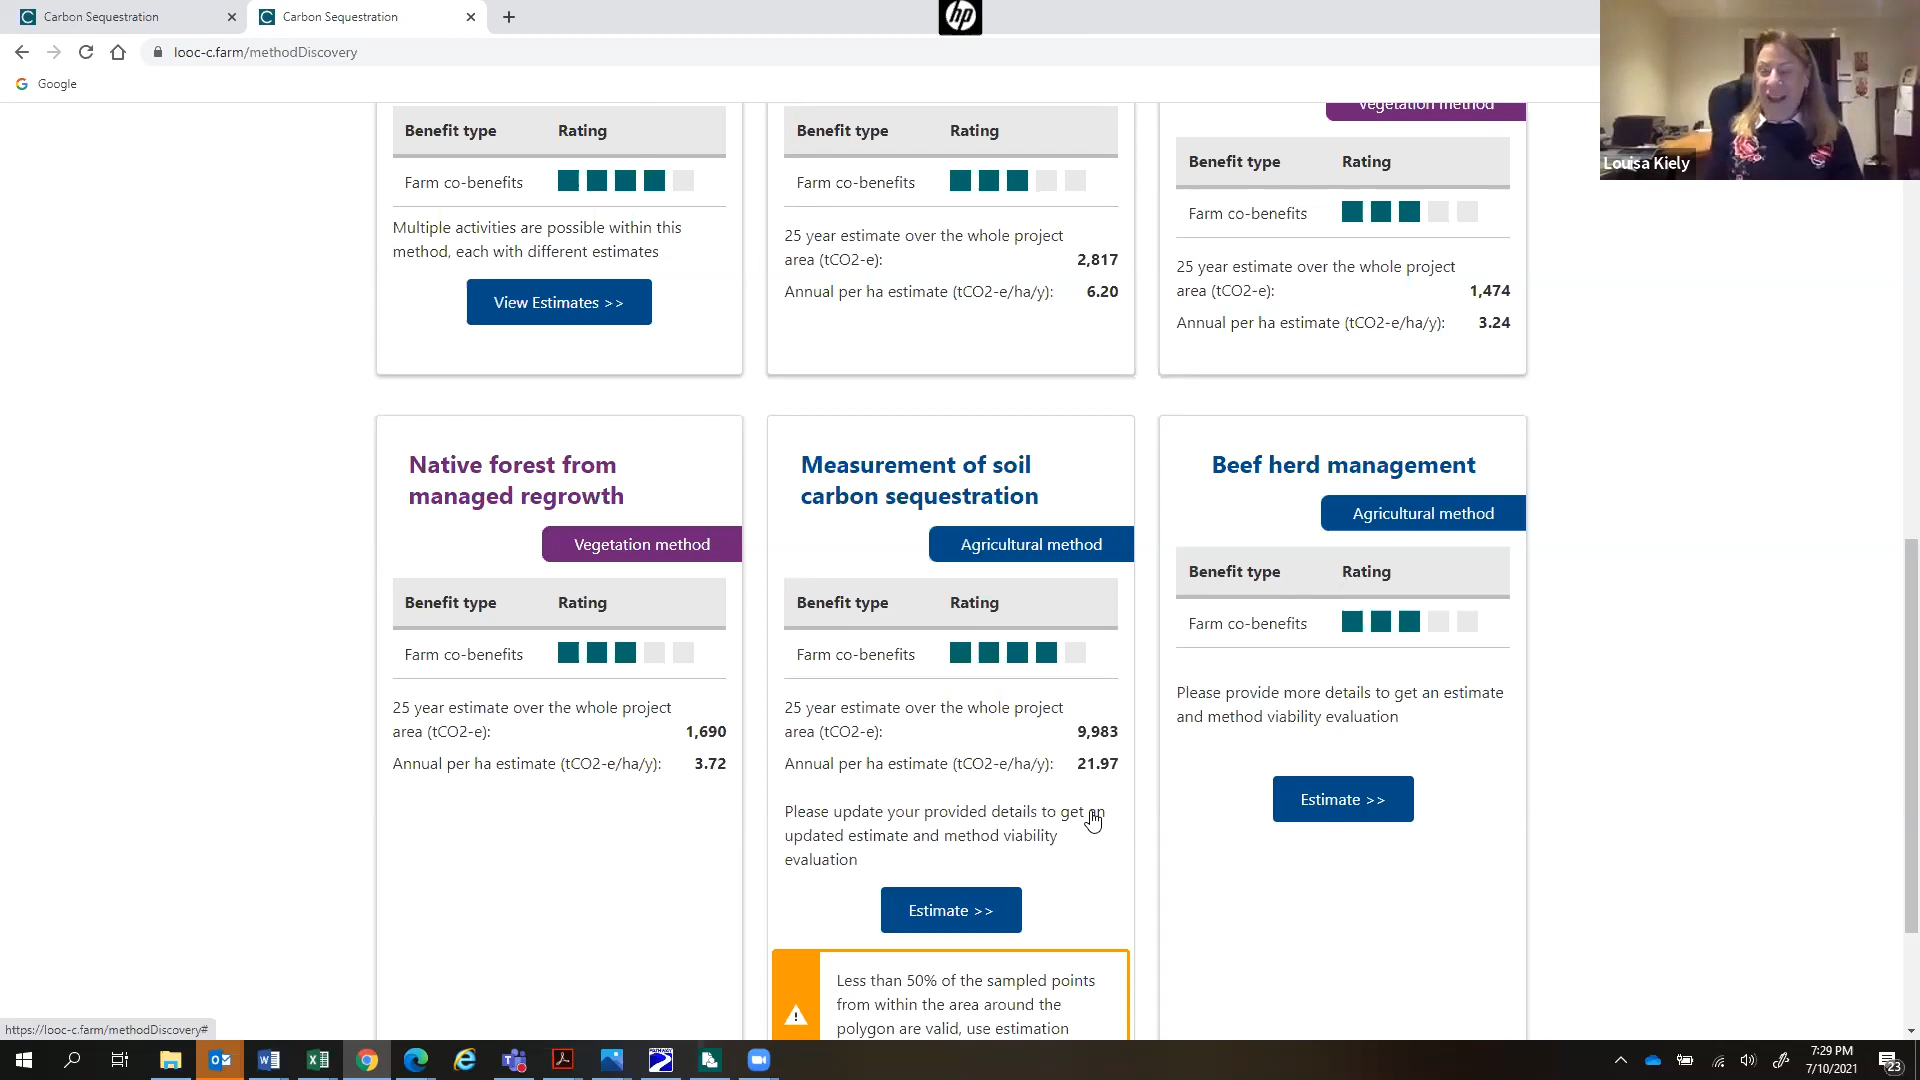 Carbon Sequestration
Carbon Sequestration
hp
looc-c.farm/methodDiscovery
Google
Louisa Kiely
Benefit type Rating
Farm co-benefits
Multiple activities are possible within this
method, each with different estimates
View Estimates >>
Benefit type Rating
Farm co-benefits
25 year estimate over the whole project
area (tCO2-e): 2,817
Annual per ha estimate (tCO2-e/ha/y): 6.20
Vegetation method
Benefit type Rating
Farm co-benefits
25 year estimate over the whole project
area (tCO2-e): 1,474
Annual per ha estimate (tCO2-e/ha/y): 3.24
Native forest from
managed regrowth
Vegetation method
Benefit type Rating
Farm co-benefits
25 year estimate over the whole project
area (tCO2-e): 1,690
Annual per ha estimate (tCO2-e/ha/y): 3.72
Measurement of soil
carbon sequestration
Agricultural method
Benefit type Rating
Farm co-benefits
25 year estimate over the whole project
area (tCO2-e): 9,983
Annual per ha estimate (tCO2-e/ha/y): 21.97
Please update your provided details to get an
updated estimate and method viability
evaluation
Estimate >>
Less than 50% of the sampled points
from within the area around the
polygon are valid, use estimation
Beef herd management
Agricultural method
Benefit type Rating
Farm co-benefits
Please provide more details to get an estimate
and method viability evaluation
Estimate >>
https://looc-c.farm/methodDiscovery#
7:29 PM
7/10/2021
23